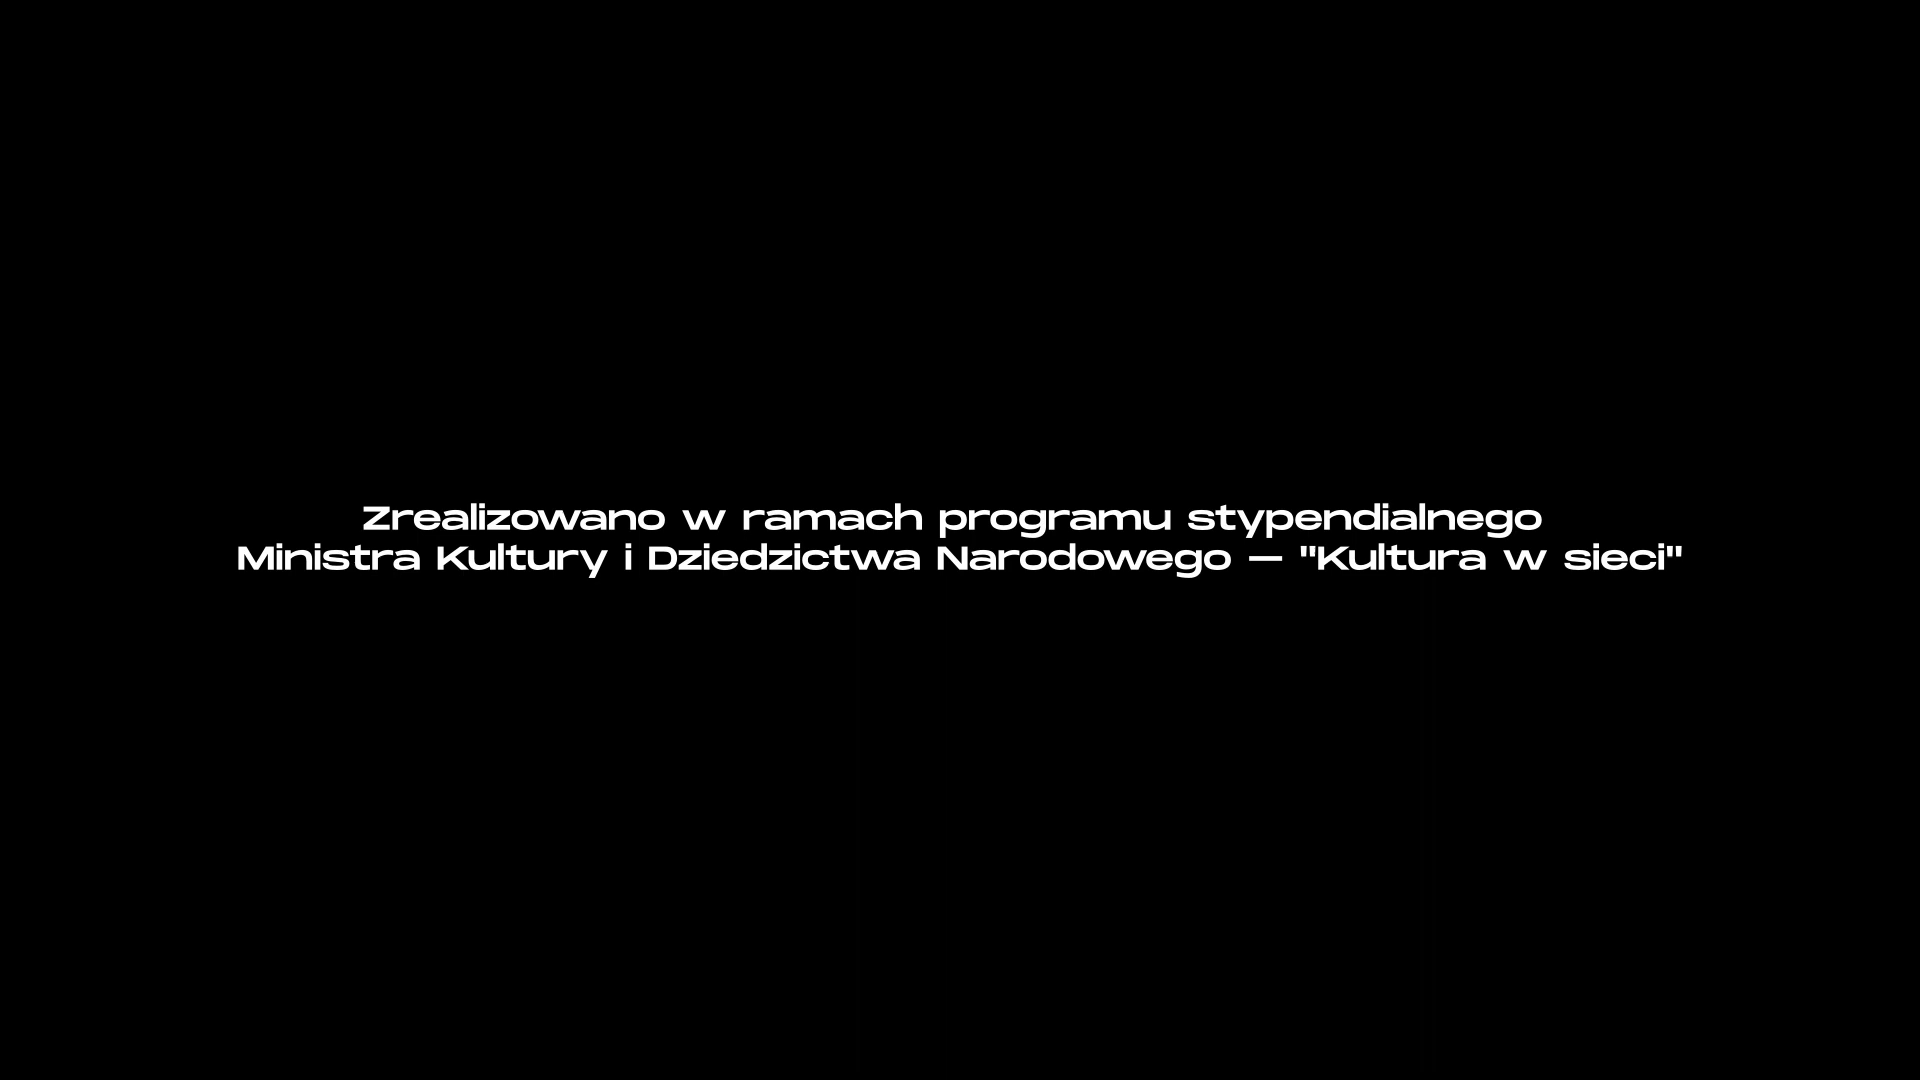 Zrealizowano w ramach programu stypendialnego
Ministra Kultury i Dziedzictwa Narodowego — "Kultura w sieci"